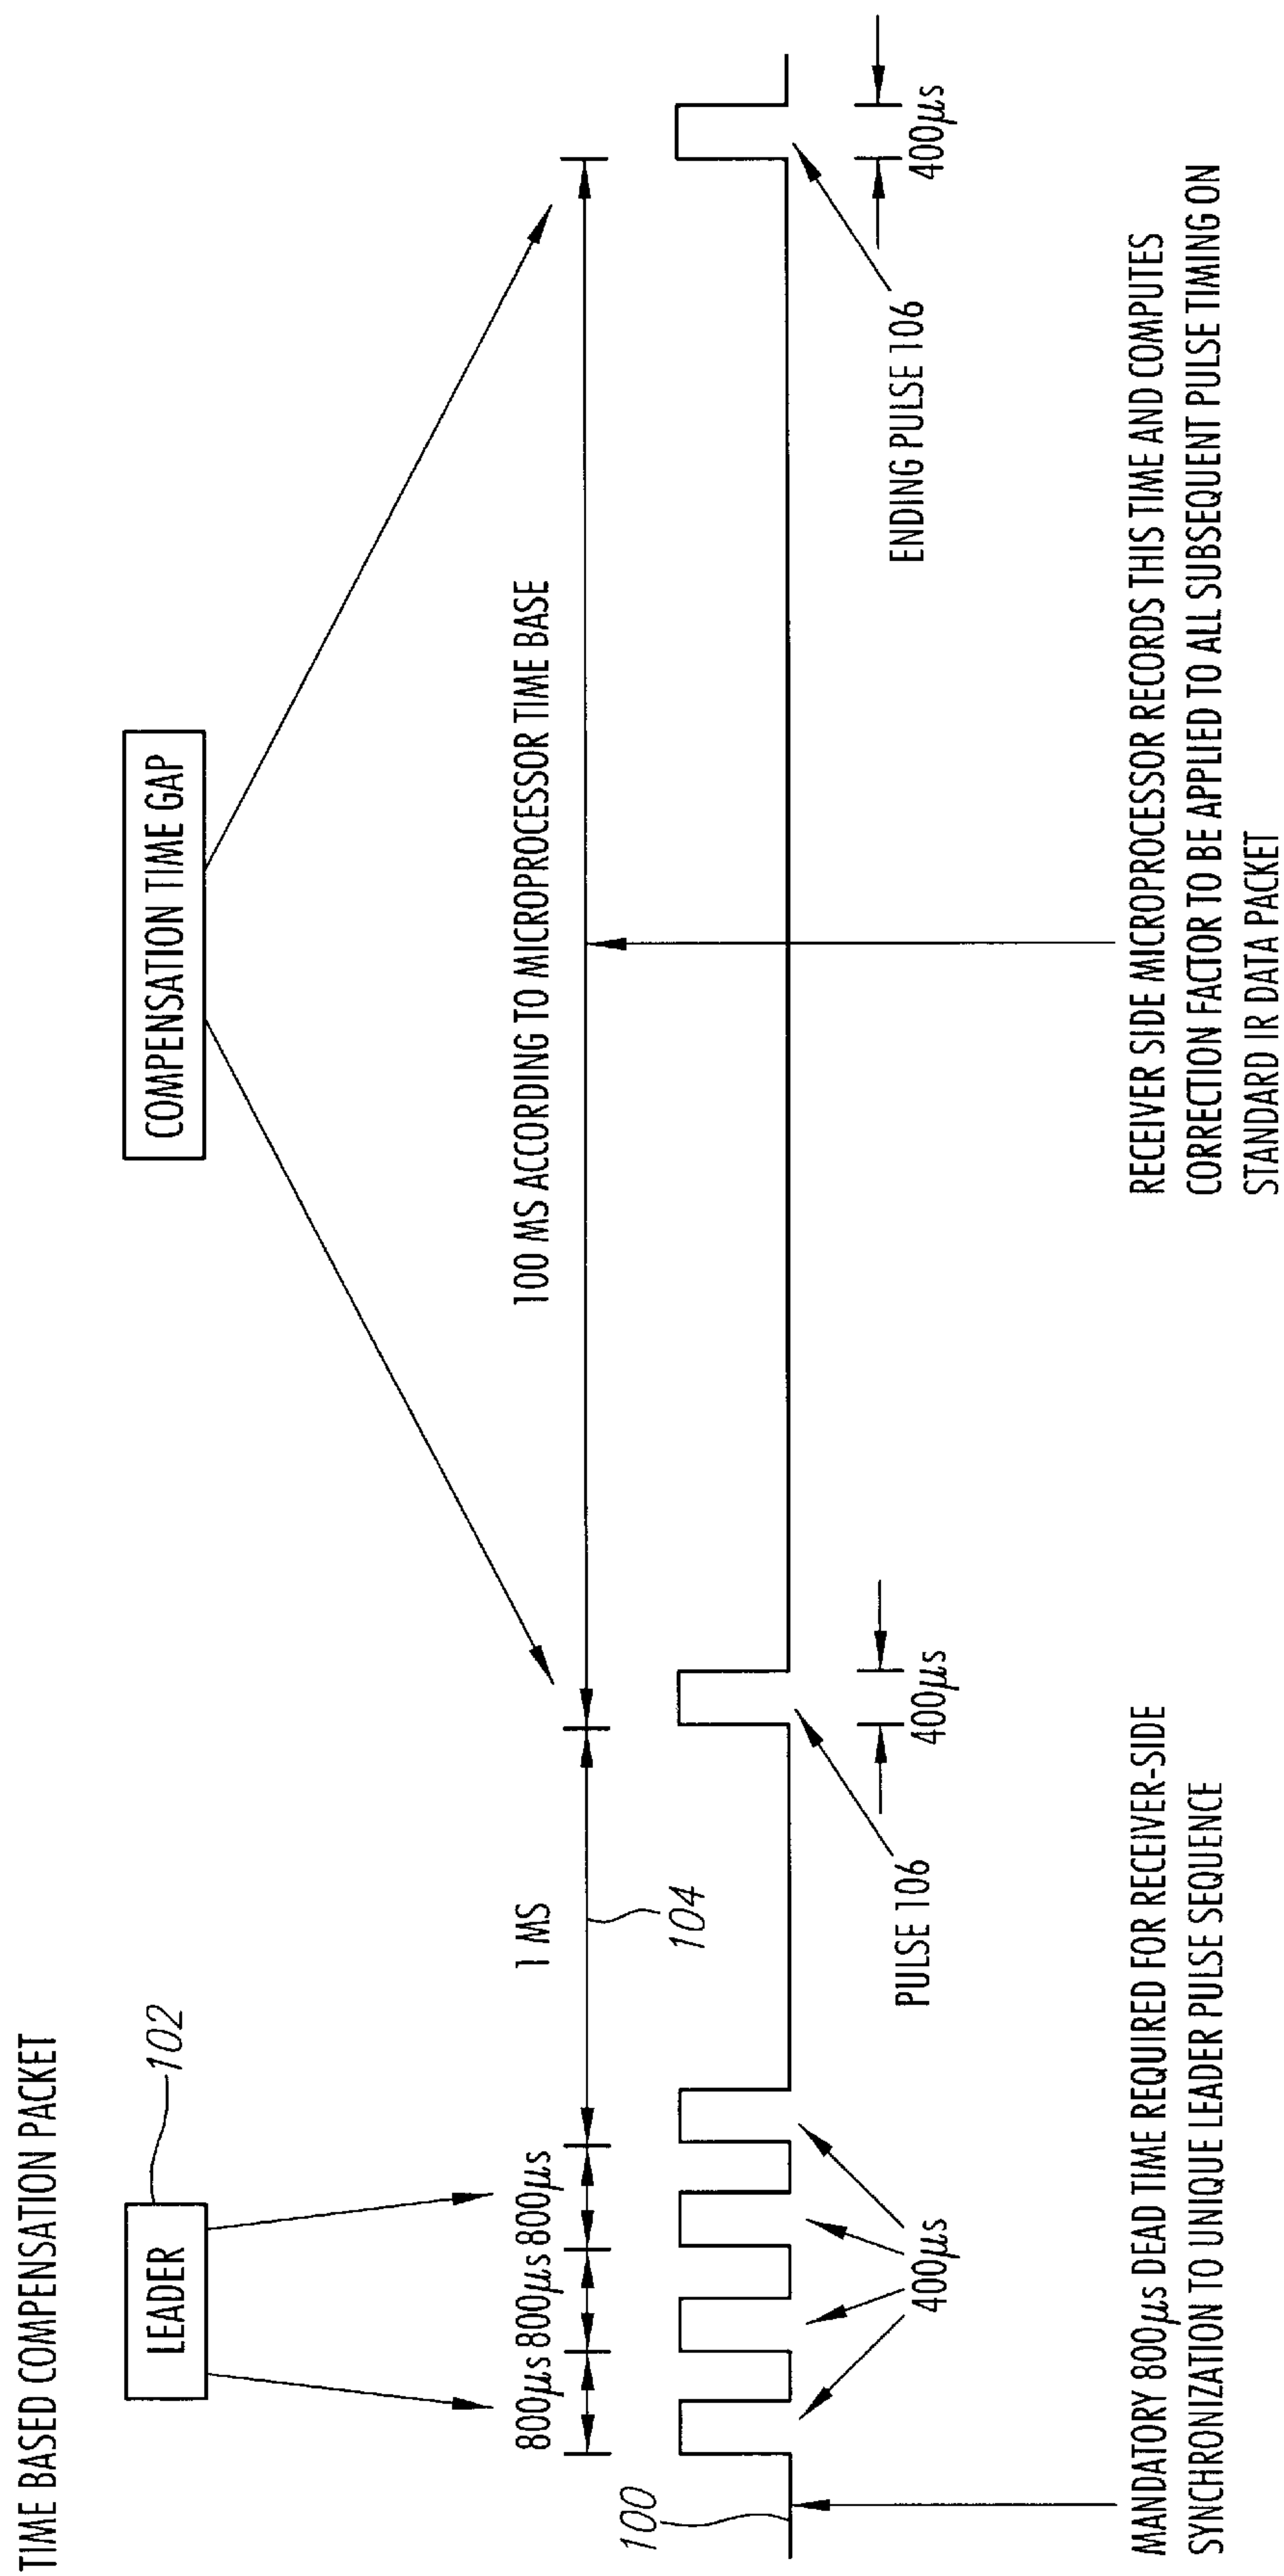 TIME BASED COMPENSATION PACKET
LEADER
102
COMPENSATION TIME GAP
800µs 800µs 800µs
1 MS
100 MS ACCORDING TO MICROPROCESSOR TIME BASE
104
100
400µs
PULSE 106
400µs
ENDING PULSE 106
400µs
MANDATORY 800µs DEAD TIME REQUIRED FOR RECEIVER-SIDE
SYNCHRONIZATION TO UNIQUE LEADER PULSE SEQUENCE
RECEIVER SIDE MICROPROCESSOR RECORDS THIS TIME AND COMPUTES
CORRECTION FACTOR TO BE APPLIED TO ALL SUBSEQUENT PULSE TIMING ON
STANDARD IR DATA PACKET